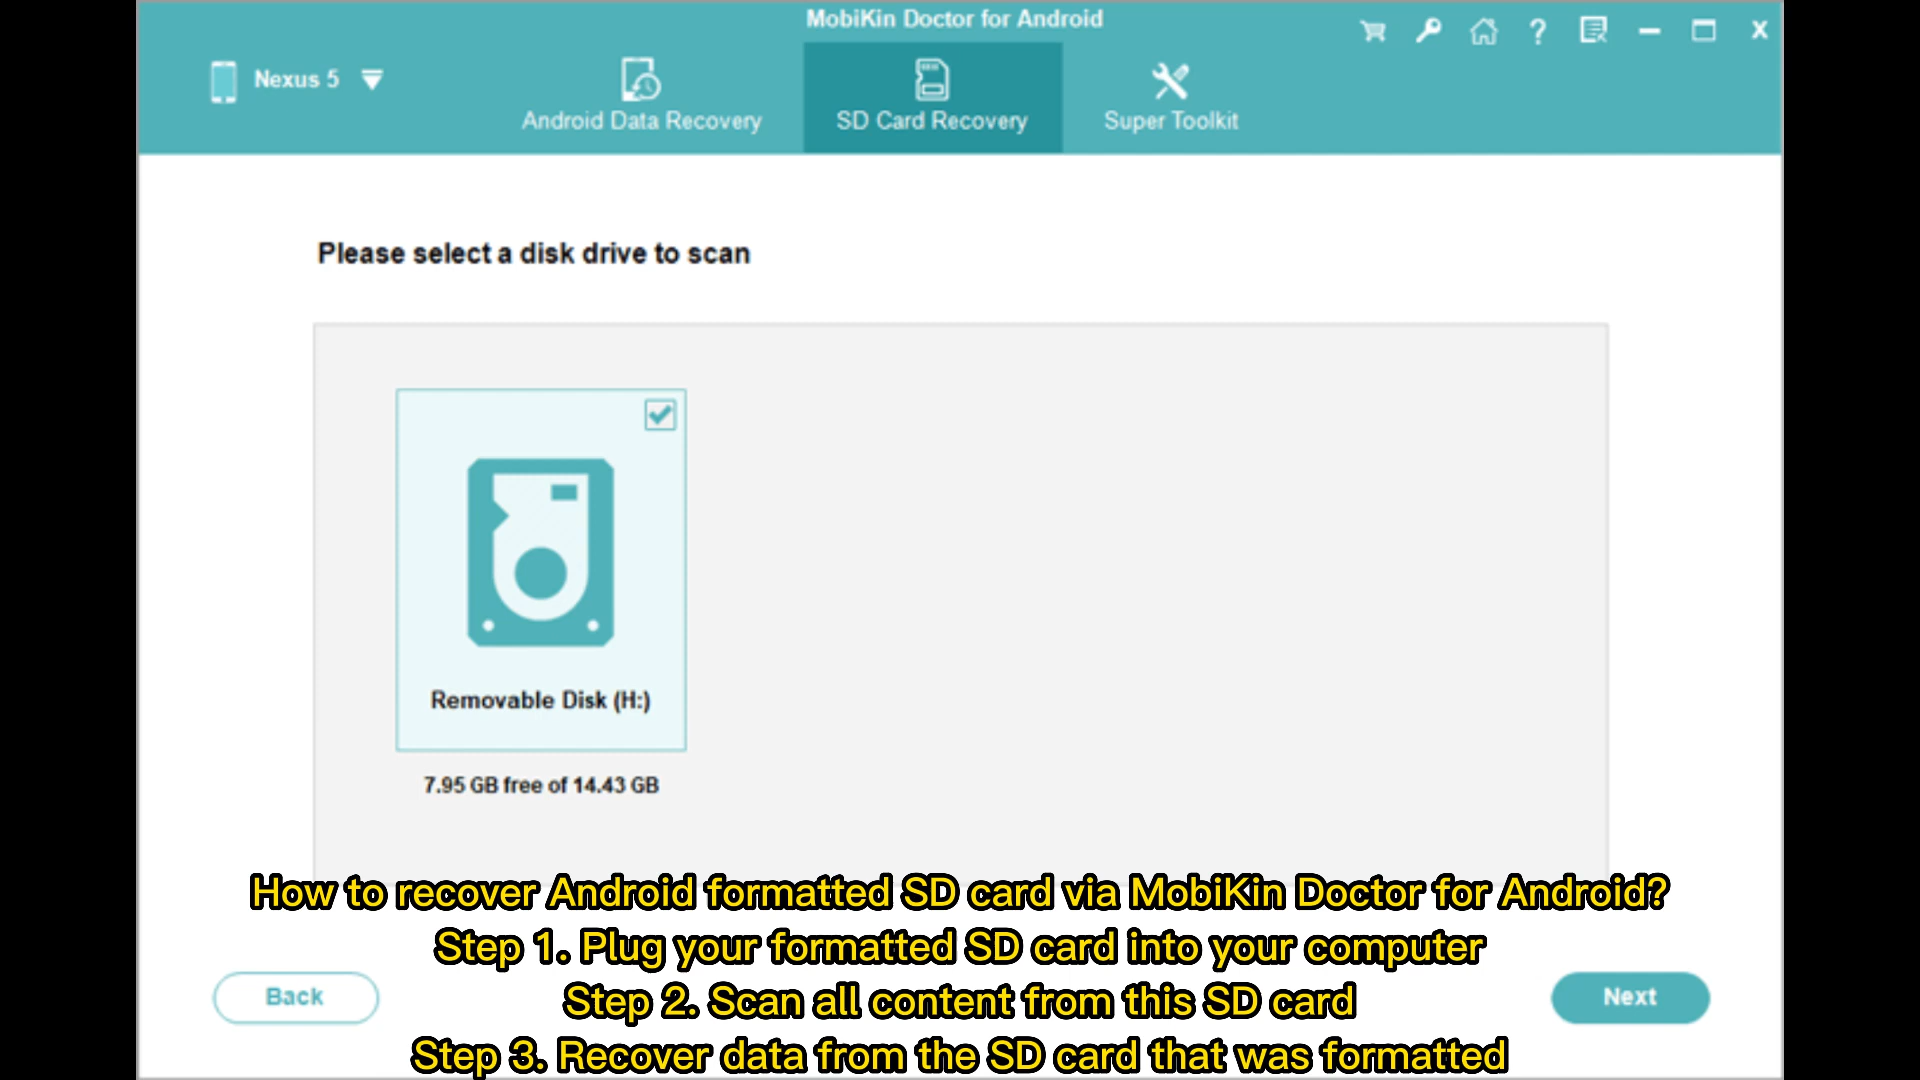 MobiKin Doctor for Android
Nexus 5
Android Data Recovery
SD Card Recovery
Super Toolkit
Please select a disk drive to scan
Removable Disk (H:)
7.95 GB free of 14.43 GB
How to recover Android formatted SD card via MobiKin Doctor for Android?
Step 1. Plug your formatted SD card into your computer
Back
Step 2. Scan all content from this SD card
Next
Step 3. Recover data from the SD card that was formatted